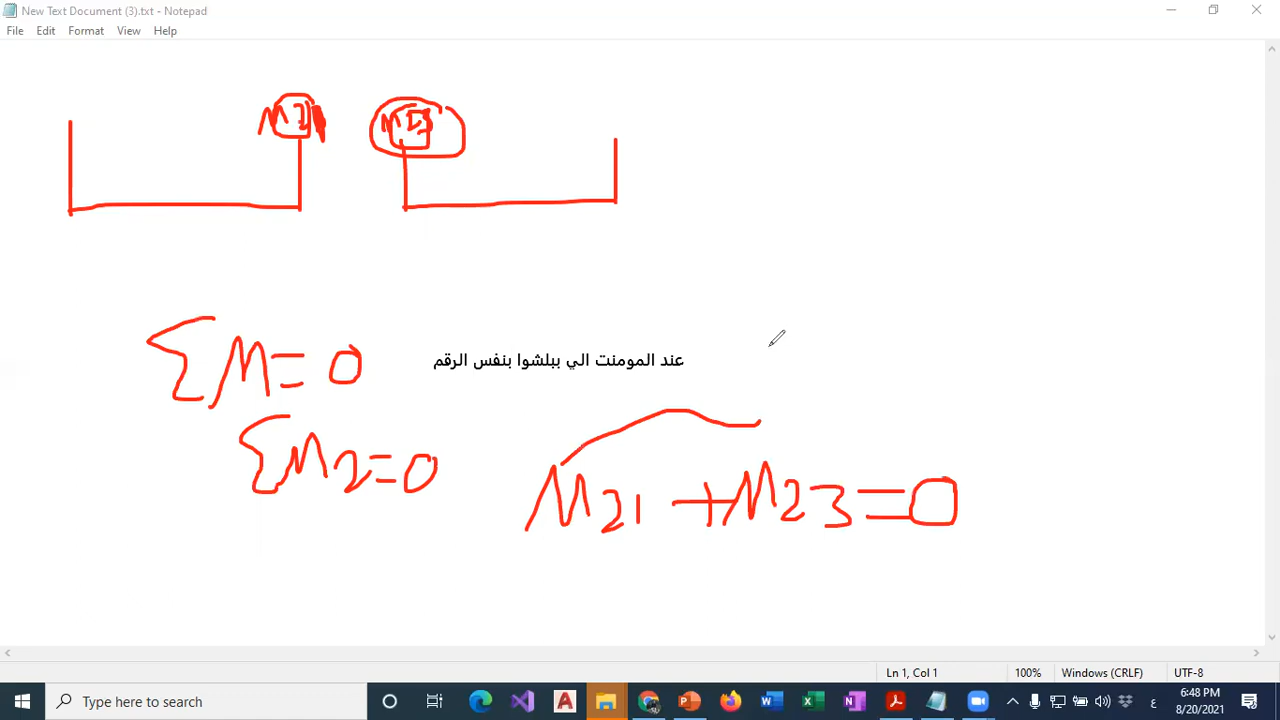 New Text Document (3).txt - Notepad
File Edit Format View Help
ΣM=0
عند المومنت الي ببلشوا بنفس الرقم
ΣM2=0
M21 +M23=0
Ln 1, Col 1 100% Windows (CRLF) UTF-8
Type here to search
ع
6:48 PM
8/20/2021